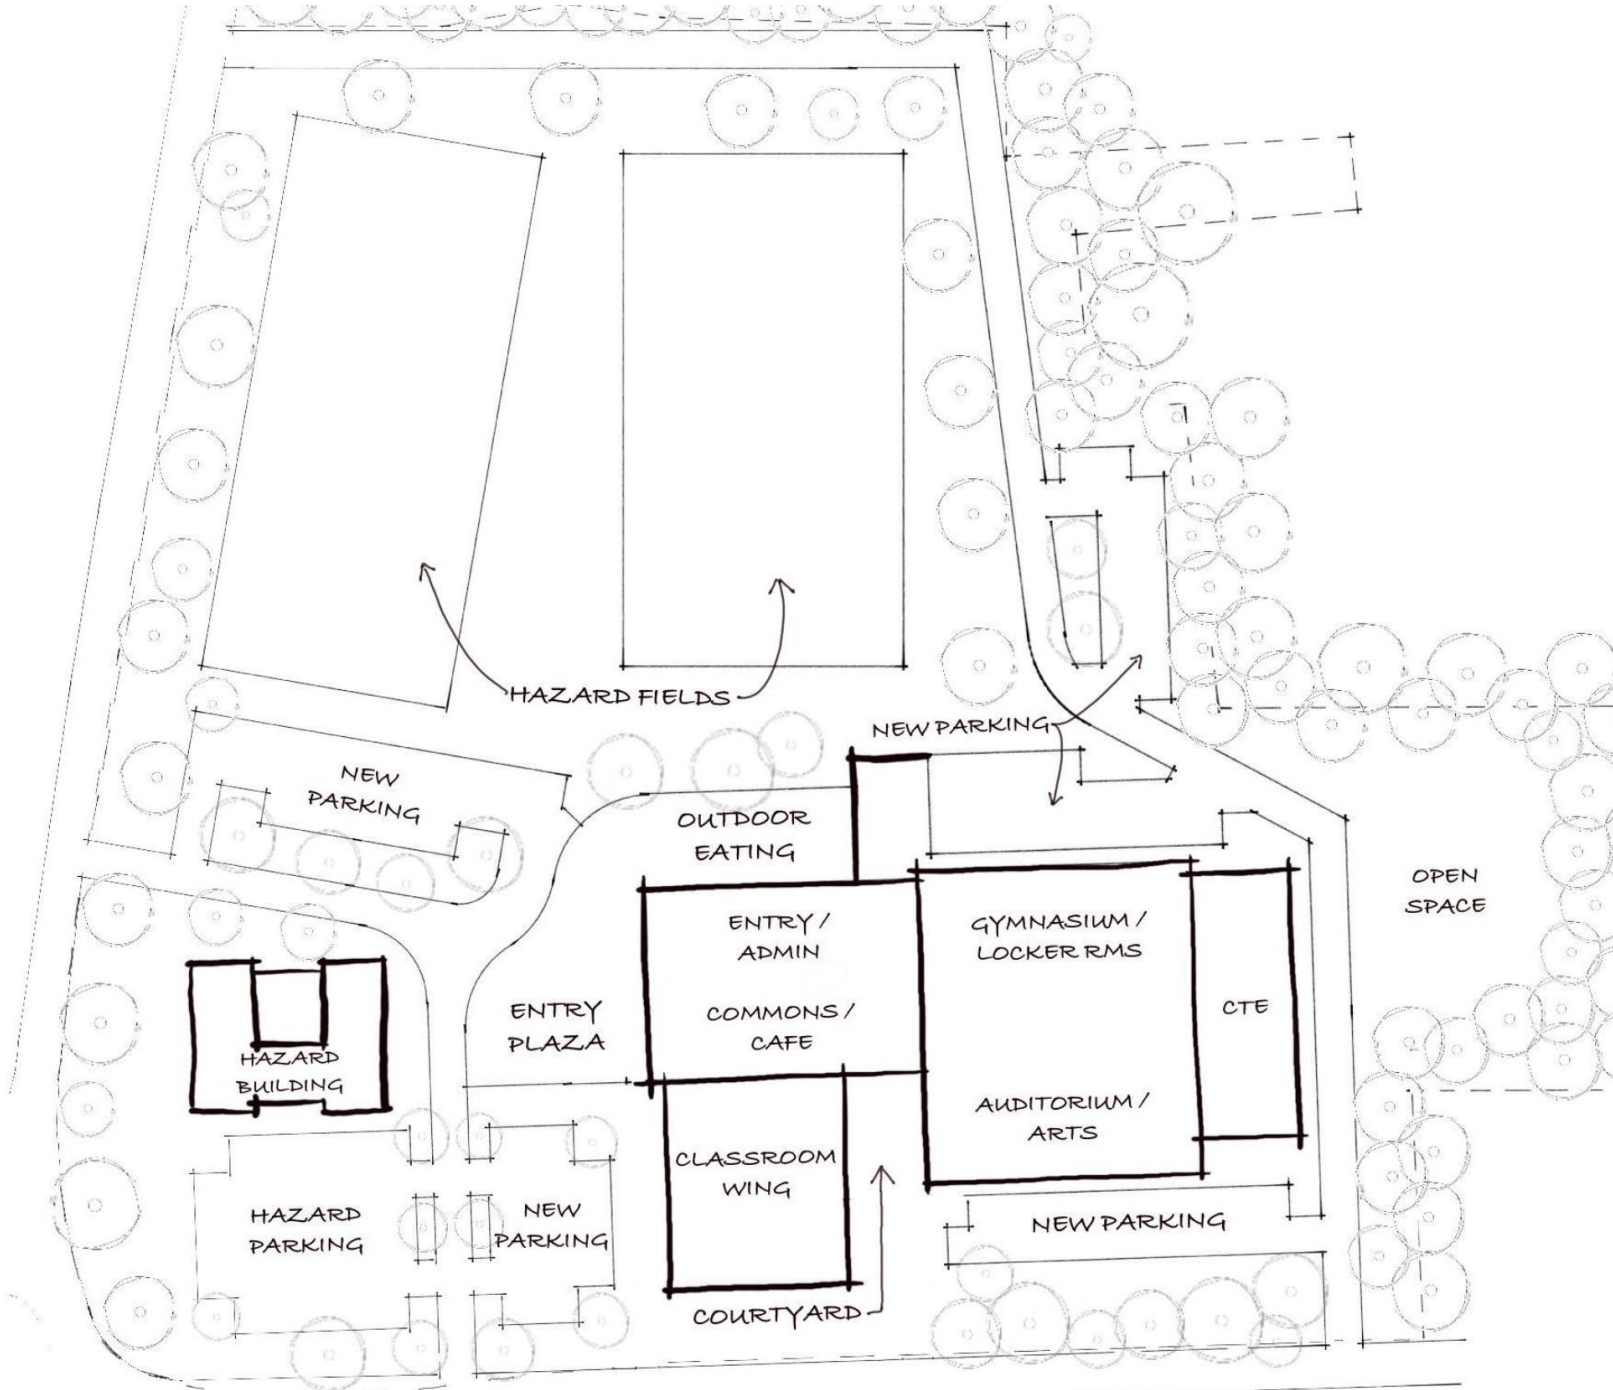 HAZARD FIELDS
NEW PARKING
NEW
PARKING
OUTDOOR
EATING
OPEN
SPACE
ENTRY /
ADMIN
GYMNASIUM /
LOCKER RMS
CTE
ENTRY
PLAZA
COMMONS /
CAFE
HAZARD
BUILDING
AUDITORIUM /
ARTS
CLASSROOM
WING
HAZARD
PARKING
NEW
PARKING
NEW PARKING
COURTYARD